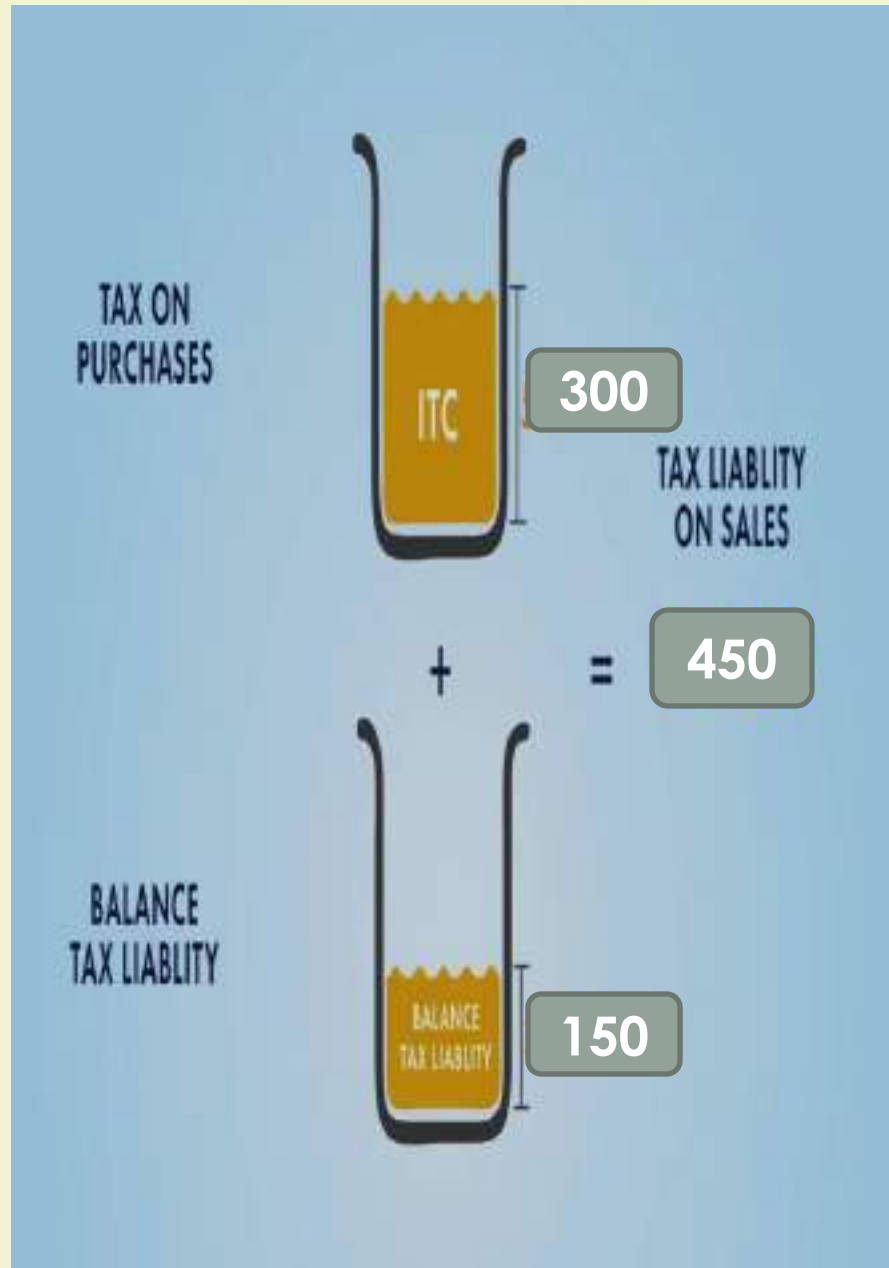 TAX ON
PURCHASES
ITC
300
TAX LIABLITY
ON SALES
+
=
450
BALANCE
TAX LIABLITY
BALANCE
TAX LIABLITY
150